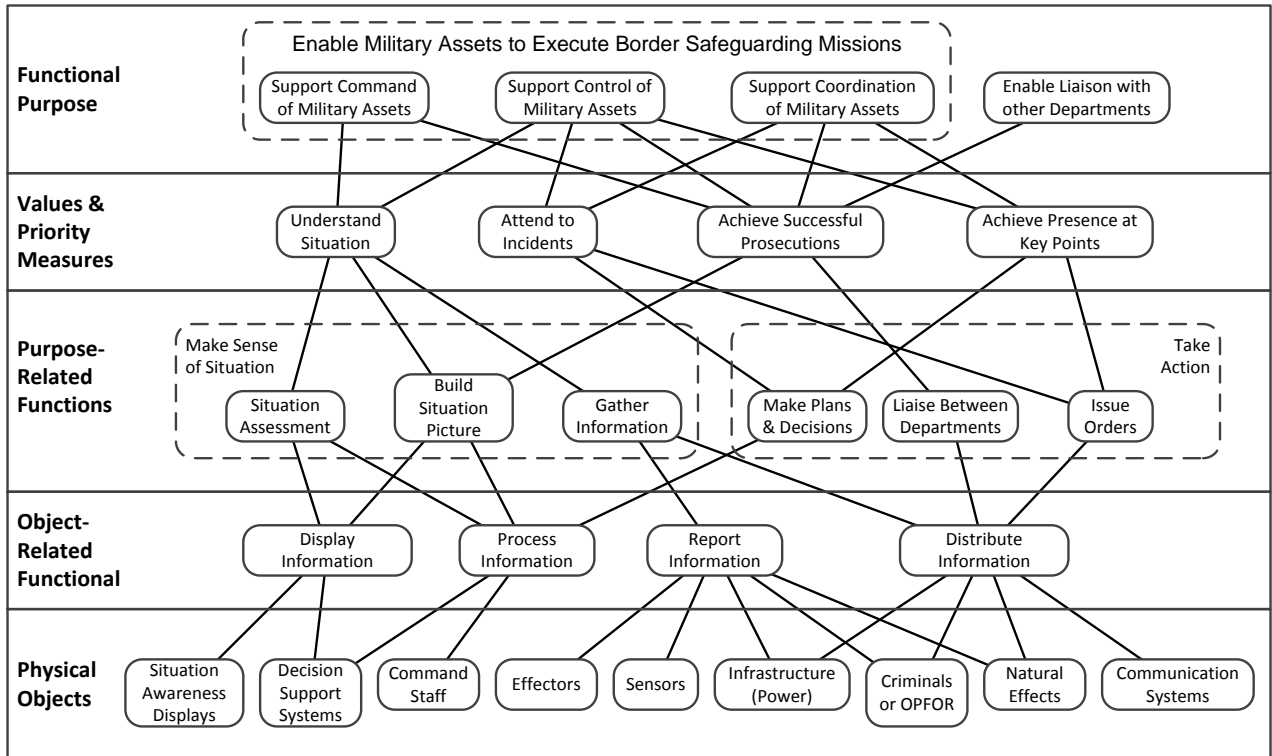 Enable Military Assets to Execute Border Safeguarding Missions
Functional
Purpose
Support Command
of Military Assets
Support Control of
Military Assets
Support Coordination
of Military Assets
Enable Liaison with
other Departments
Values &
Priority
Measures
Understand
Situation
Attend to
Incidents
Achieve Successful
Prosecutions
Achieve Presence at
Key Points
Purpose-
Related
Functions
Make Sense
of Situation
Take
Action
Situation
Assessment
Build
Situation
Picture
Gather
Information
Make Plans
& Decisions
Liaise Between
Departments
Issue
Orders
Object-
Related
Functional
Display
Information
Process
Information
Report
Information
Distribute
Information
Physical
Objects
Situation
Awareness
Displays
Decision
Support
Systems
Command
Staff
Effectors
Sensors
Infrastructure
(Power)
Criminals
or OPFOR
Natural
Effects
Communication
Systems